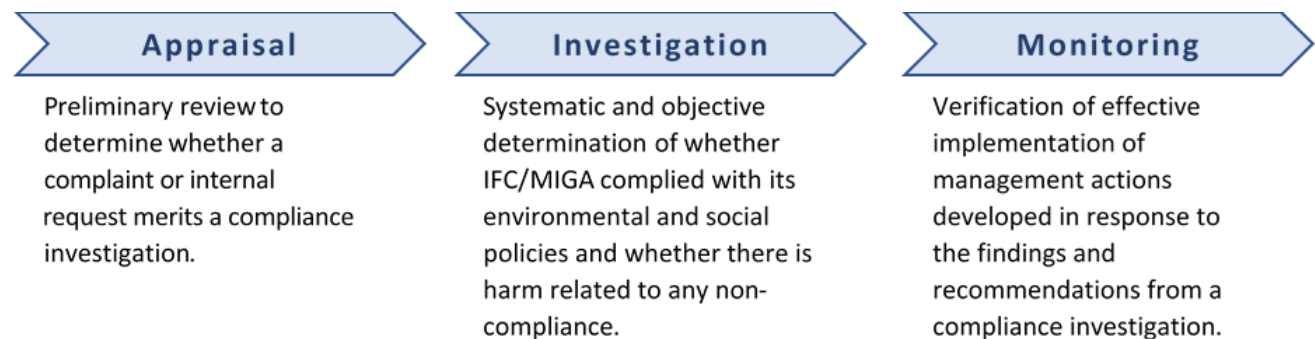 Appraisal
Preliminary review to
determine whether a
complaint or internal
request merits a compliance
investigation.
Investigation
Systematic and objective
determination of whether
IFC/MIGA complied with its
environmental and social
policies and whether there is
harm related to any non-
compliance.
Monitoring
Verification of effective
implementation of
management actions
developed in response to
the findings and
recommendations from a
compliance investigation.